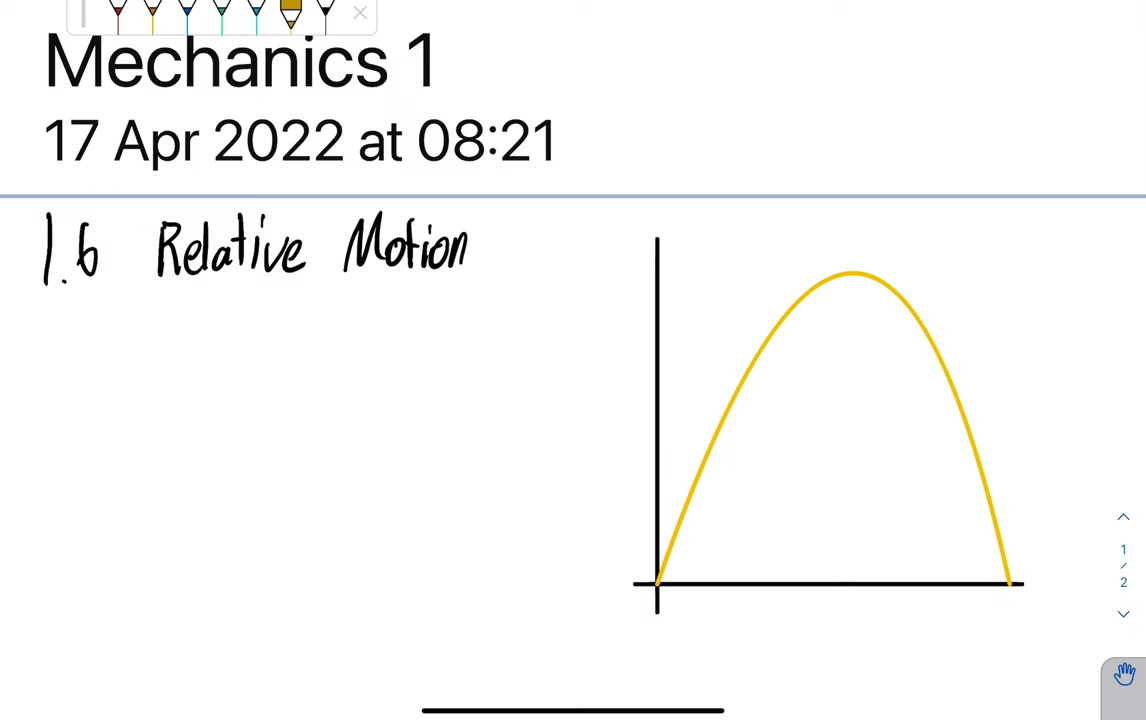 Mechanics 1
17 Apr 2022 at 08:21
1.6 Relative Motion
1
/
2